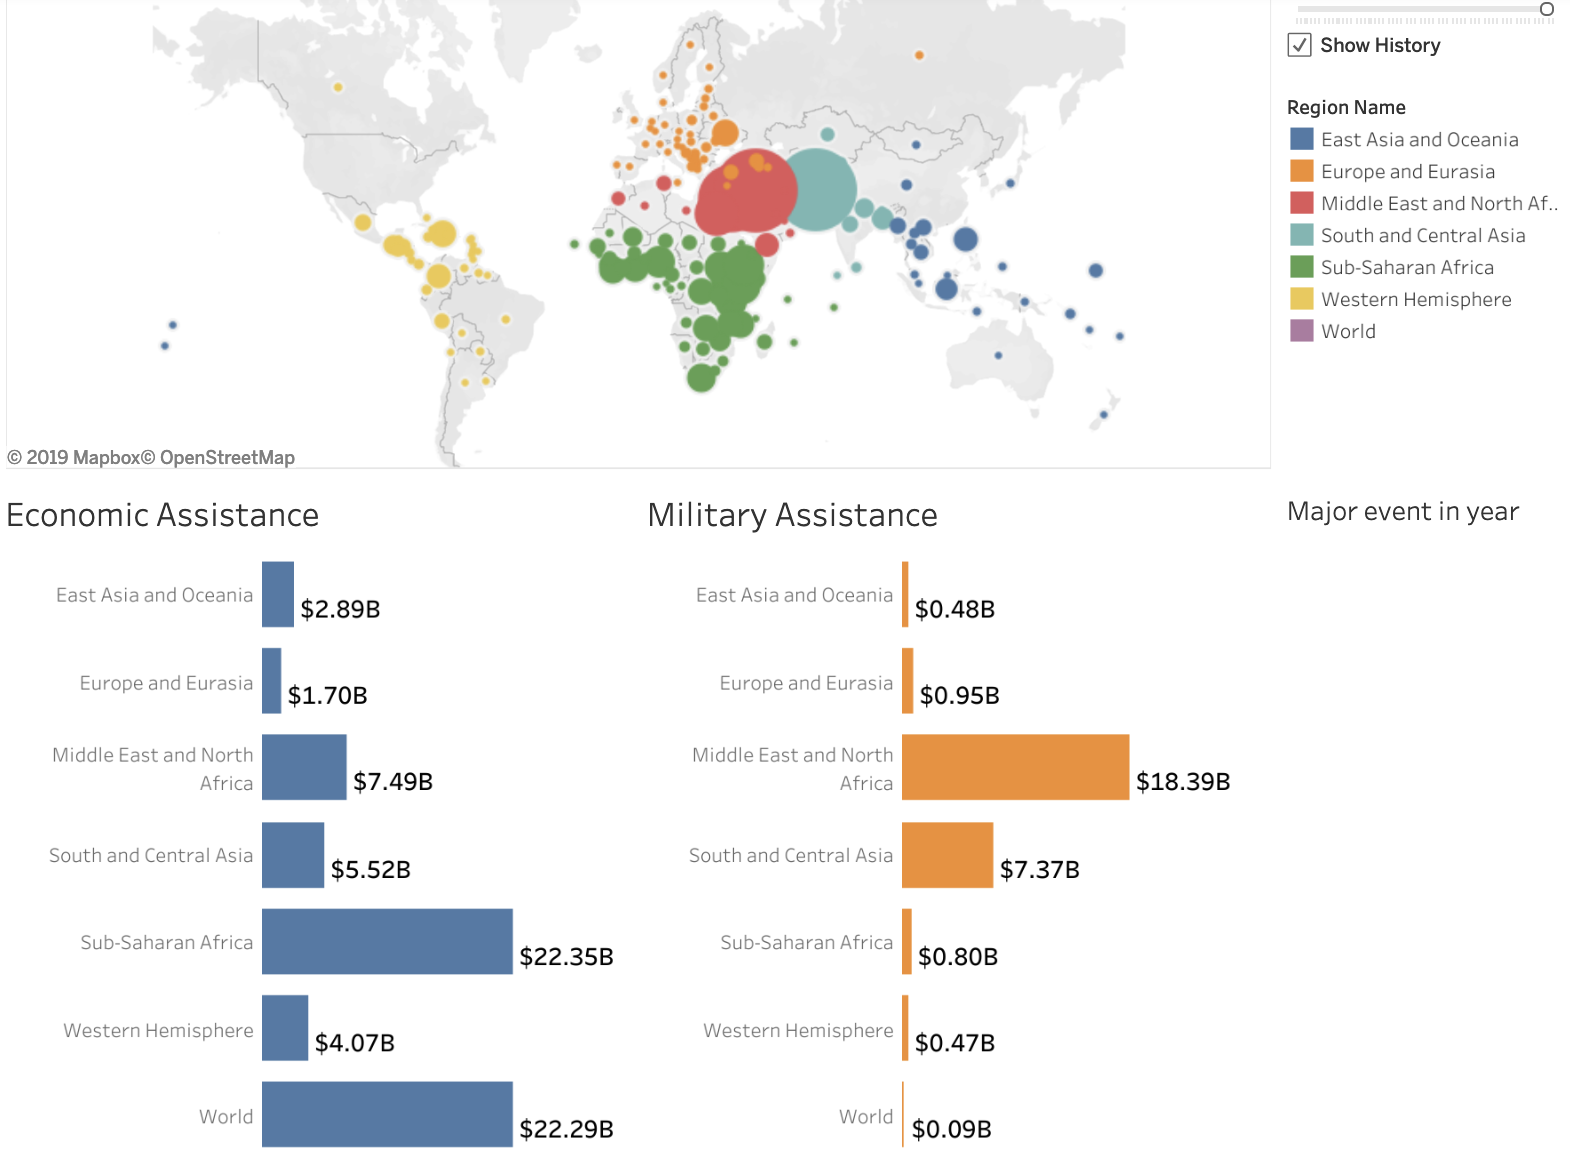 Show History
Region Name
East Asia and Oceania
Europe and Eurasia
Middle East and North Af..
South and Central Asia
Sub-Saharan Africa
Western Hemisphere
World
© 2019 Mapbox© OpenStreetMap
Economic Assistance
East Asia and Oceania
$2.89B
Europe and Eurasia
$1.70B
Middle East and North
Africa
$7.49B
South and Central Asia
$5.52B
Sub-Saharan Africa
$22.35B
Western Hemisphere
$4.07B
World
$22.29B
Military Assistance
East Asia and Oceania
$0.48B
Europe and Eurasia
$0.95B
Middle East and North
Africa
$18.39B
South and Central Asia
$7.37B
Sub-Saharan Africa
$0.80B
Western Hemisphere
$0.47B
World
$0.09B
Major event in year